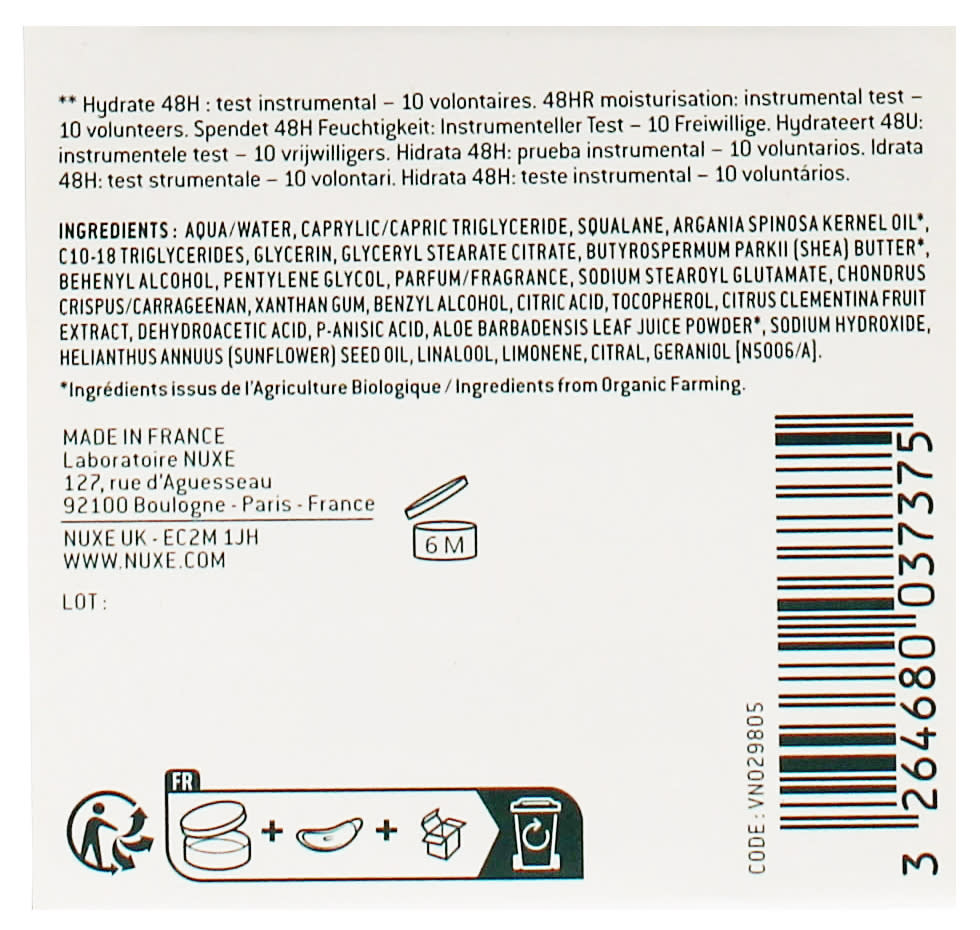 ** Hydrate 48H : test instrumental – 10 volontaires. 48HR moisturisation: instrumental test –
10 volunteers. Spendet 48H Feuchtigkeit: Instrumenteller Test – 10 Freiwillige. Hydrateert 48U:
instrumentele test – 10 vrijwilligers. Hidrata 48H: prueba instrumental – 10 voluntarios. Idrata
48H: test strumentale – 10 volontari. Hidrata 48H: teste instrumental – 10 voluntários.
INGREDIENTS : AQUA/WATER, CAPRYLIC/CAPRIC TRIGLYCERIDE, SQUALANE, ARGANIA SPINOSA KERNEL OIL*,
C10-18 TRIGLYCERIDES, GLYCERIN, GLYCERYL STEARATE CITRATE, BUTYROSPERMUM PARKII (SHEA) BUTTER*,
BEHENYL ALCOHOL, PENTYLENE GLYCOL, PARFUM/FRAGRANCE, SODIUM STEAROYL GLUTAMATE, CHONDRUS
CRISPUS/CARRAGEENAN, XANTHAN GUM, BENZYL ALCOHOL, CITRIC ACID, TOCOPHEROL, CITRUS CLEMENTINA FRUIT
EXTRACT, DEHYDROACETIC ACID, P-ANISIC ACID, ALOE BARBADENSIS LEAF JUICE POWDER*, SODIUM HYDROXIDE,
HELIANTHUS ANNUUS (SUNFLOWER) SEED OIL, LINALOOL, LIMONENE, CITRAL, GERANIOL [N5006/A].
*Ingrédients issus de l'Agriculture Biologique / Ingredients from Organic Farming.
MADE IN FRANCE
Laboratoire NUXE
127, rue d'Aguesseau
92100 Boulogne - Paris - France
NUXE UK - EC2M 1JH
WWW.NUXE.COM
6 M
LOT :
FR
CODE : VN029805
3 264680 037375